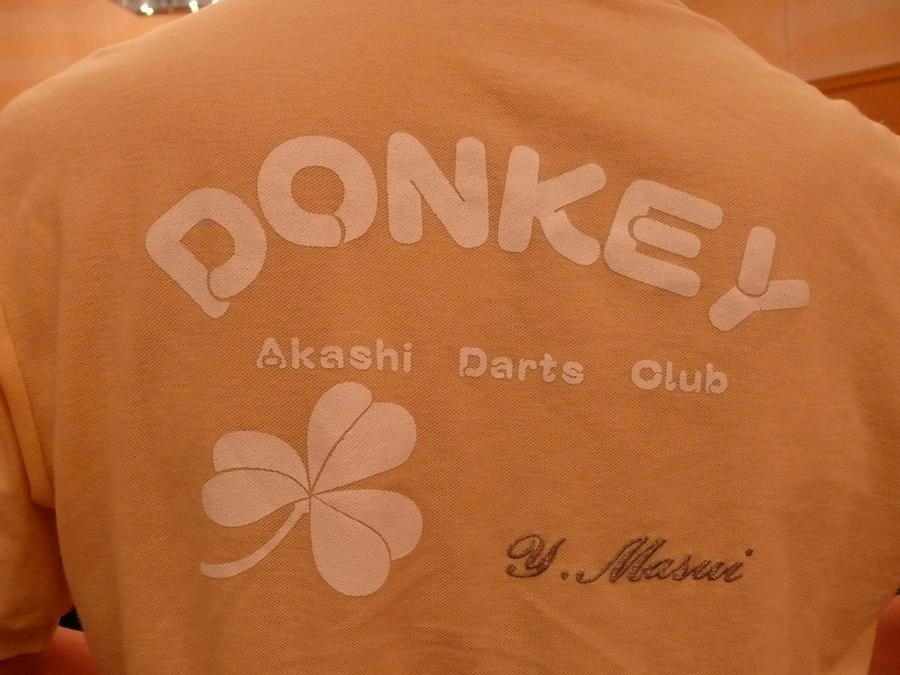 DONKEY
Akashi Darts Club
Y. Masui